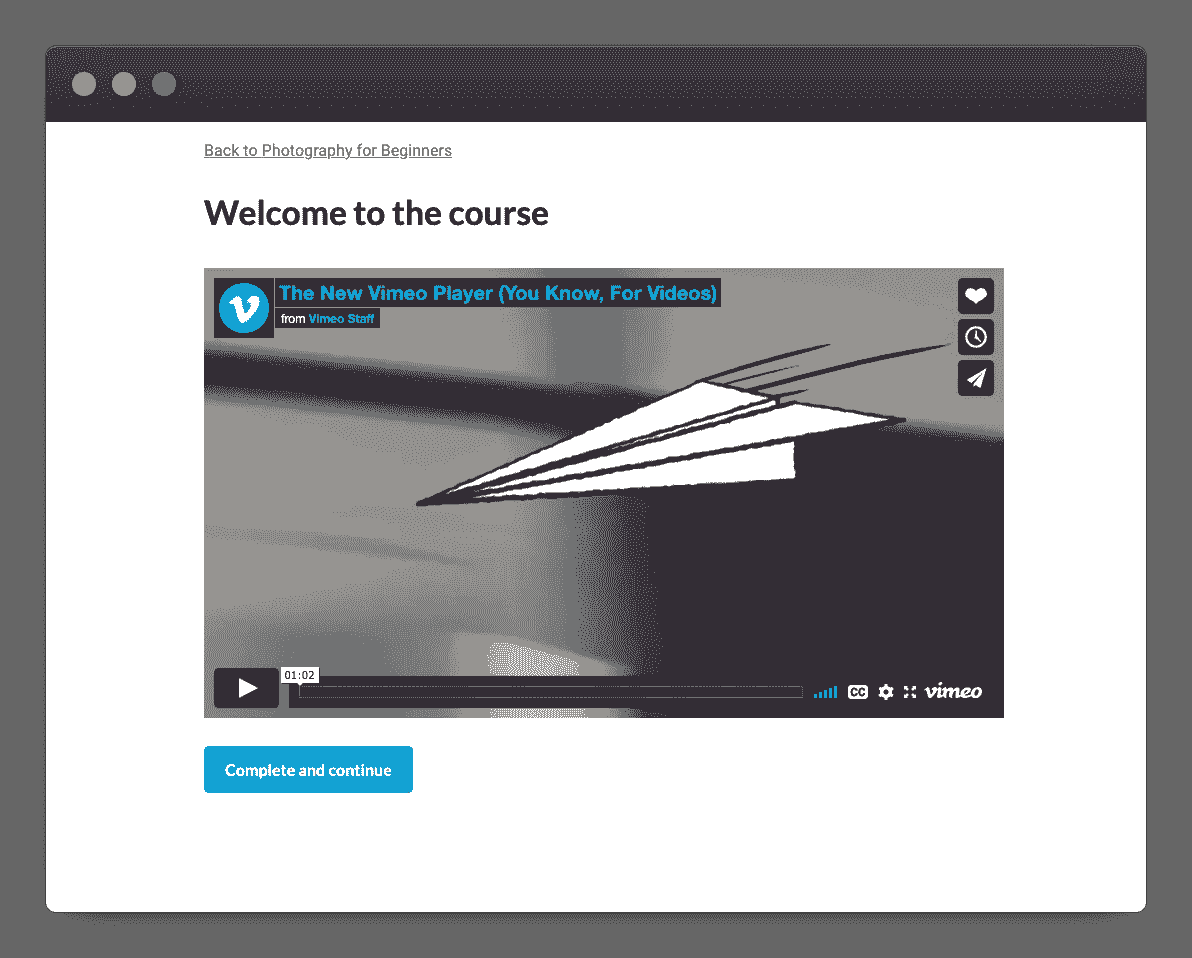 Back to Photography for Beginners
Welcome to the course
The New Vimeo Player (You Know, For Videos)
from Vimeo Staff
01:02
CC
vimeo
Complete and continue